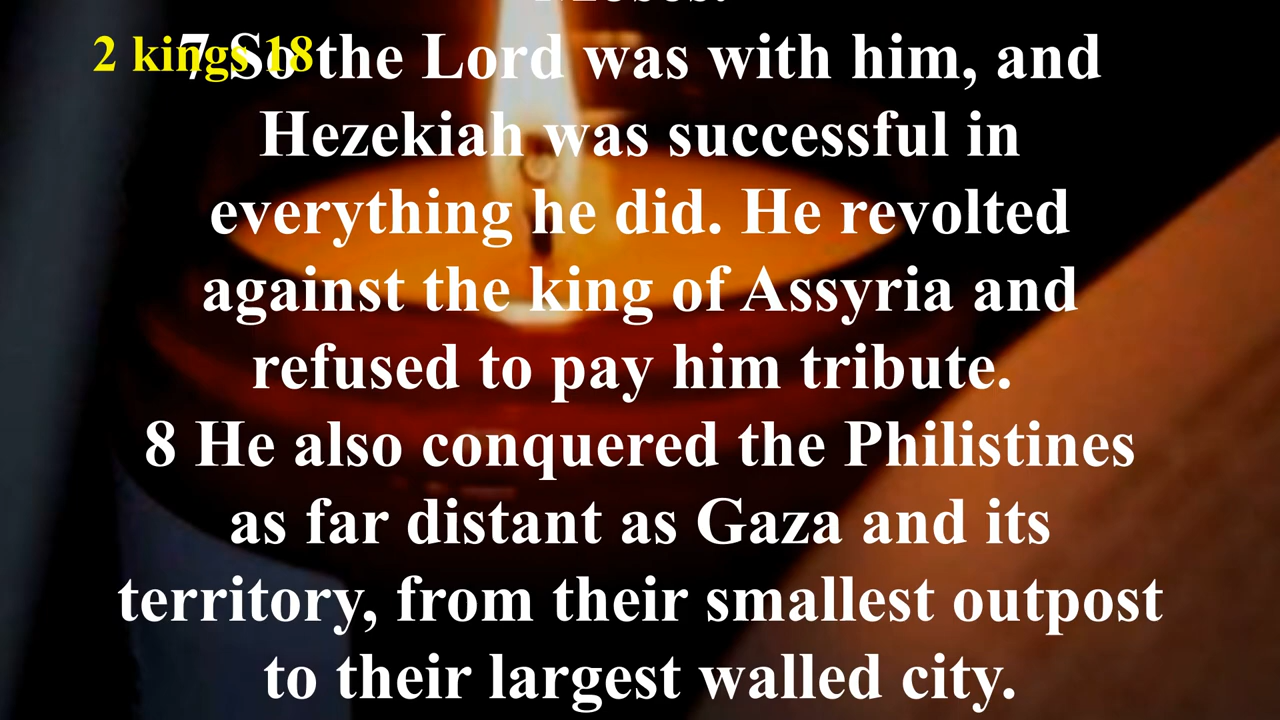 Moses.
2 kings 18
7 So the Lord was with him, and
Hezekiah was successful in
everything he did. He revolted
against the king of Assyria and
refused to pay him tribute.
8 He also conquered the Philistines
as far distant as Gaza and its
territory, from their smallest outpost
to their largest walled city.